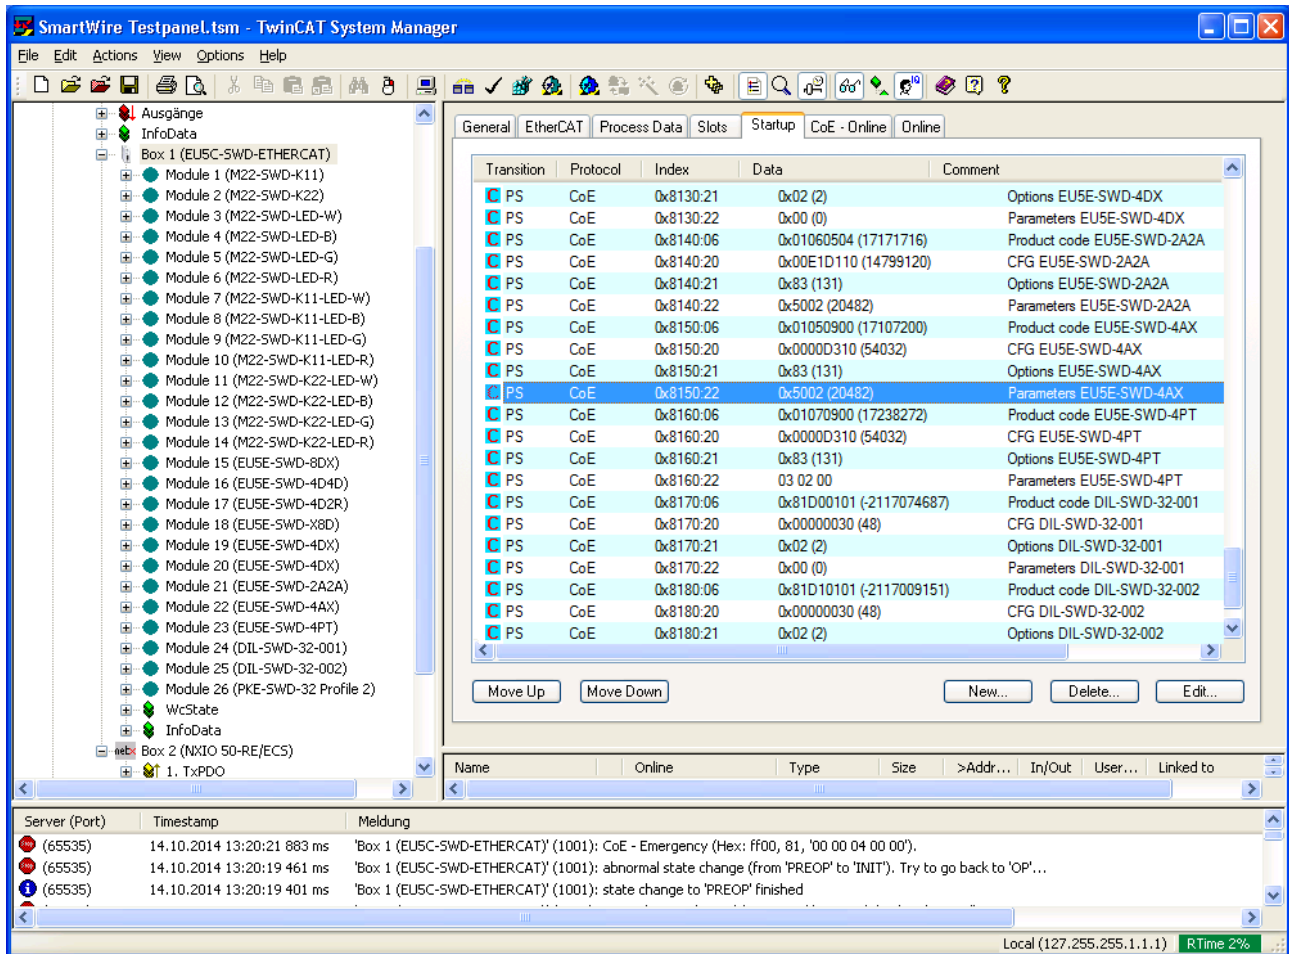 SmartWire Testpanel.tsm - TwinCAT System Manager
File Edit Actions View Options Help
Ausgänge
InfoData
Box 1 (EU5C-SWD-ETHERCAT)
Module 1 (M22-SWD-K11)
Module 2 (M22-SWD-K22)
Module 3 (M22-SWD-LED-W)
Module 4 (M22-SWD-LED-B)
Module 5 (M22-SWD-LED-G)
Module 6 (M22-SWD-LED-R)
Module 7 (M22-SWD-K11-LED-W)
Module 8 (M22-SWD-K11-LED-B)
Module 9 (M22-SWD-K11-LED-G)
Module 10 (M22-SWD-K11-LED-R)
Module 11 (M22-SWD-K22-LED-W)
Module 12 (M22-SWD-K22-LED-B)
Module 13 (M22-SWD-K22-LED-G)
Module 14 (M22-SWD-K22-LED-R)
Module 15 (EU5E-SWD-8DX)
Module 16 (EU5E-SWD-4D4D)
Module 17 (EU5E-SWD-4D2R)
Module 18 (EU5E-SWD-X8D)
Module 19 (EU5E-SWD-4DX)
Module 20 (EU5E-SWD-4DX)
Module 21 (EU5E-SWD-2A2A)
Module 22 (EU5E-SWD-4AX)
Module 23 (EU5E-SWD-4PT)
Module 24 (DIL-SWD-32-001)
Module 25 (DIL-SWD-32-002)
Module 26 (PKE-SWD-32 Profile 2)
WcState
InfoData
netx Box 2 (NXIO 50-RE/ECS)
1. TxPDO
General EtherCAT Process Data Slots Startup CoE - Online Online
Transition Protocol Index Data Comment
C PS CoE 0x8130:21 0x02 (2) Options EU5E-SWD-4DX
C PS CoE 0x8130:22 0x00 (0) Parameters EU5E-SWD-4DX
C PS CoE 0x8140:06 0x01060504 (17171716) Product code EU5E-SWD-2A2A
C PS CoE 0x8140:20 0x00E1D110 (14799120) CFG EU5E-SWD-2A2A
C PS CoE 0x8140:21 0x83 (131) Options EU5E-SWD-2A2A
C PS CoE 0x8140:22 0x5002 (20482) Parameters EU5E-SWD-2A2A
C PS CoE 0x8150:06 0x01050900 (17107200) Product code EU5E-SWD-4AX
C PS CoE 0x8150:20 0x0000D310 (54032) CFG EU5E-SWD-4AX
C PS CoE 0x8150:21 0x83 (131) Options EU5E-SWD-4AX
C PS CoE 0x8150:22 0x5002 (20482) Parameters EU5E-SWD-4AX
C PS CoE 0x8160:06 0x01070900 (17238272) Product code EU5E-SWD-4PT
C PS CoE 0x8160:20 0x0000D310 (54032) CFG EU5E-SWD-4PT
C PS CoE 0x8160:21 0x83 (131) Options EU5E-SWD-4PT
C PS CoE 0x8160:22 03 02 00 Parameters EU5E-SWD-4PT
C PS CoE 0x8170:06 0x81D00101 (-2117074687) Product code DIL-SWD-32-001
C PS CoE 0x8170:20 0x00000030 (48) CFG DIL-SWD-32-001
C PS CoE 0x8170:21 0x02 (2) Options DIL-SWD-32-001
C PS CoE 0x8170:22 0x00 (0) Parameters DIL-SWD-32-001
C PS CoE 0x8180:06 0x81D10101 (-2117009151) Product code DIL-SWD-32-002
C PS CoE 0x8180:20 0x00000030 (48) CFG DIL-SWD-32-002
C PS CoE 0x8180:21 0x02 (2) Options DIL-SWD-32-002
Move Up Move Down New... Delete... Edit...
Name Online Type Size >Addr... In/Out User... Linked to
Server (Port) Timestamp Meldung
(65535) 14.10.2014 13:20:21 883 ms 'Box 1 (EU5C-SWD-ETHERCAT)' (1001): CoE - Emergency (Hex: ff00, 81, '00 00 04 00 00').
(65535) 14.10.2014 13:20:19 461 ms 'Box 1 (EU5C-SWD-ETHERCAT)' (1001): abnormal state change (from 'PREOP' to 'INIT'). Try to go back to 'OP'...
(65535) 14.10.2014 13:20:19 401 ms 'Box 1 (EU5C-SWD-ETHERCAT)' (1001): state change to 'PREOP' finished
Local (127.255.255.1.1.1) RTime 2%